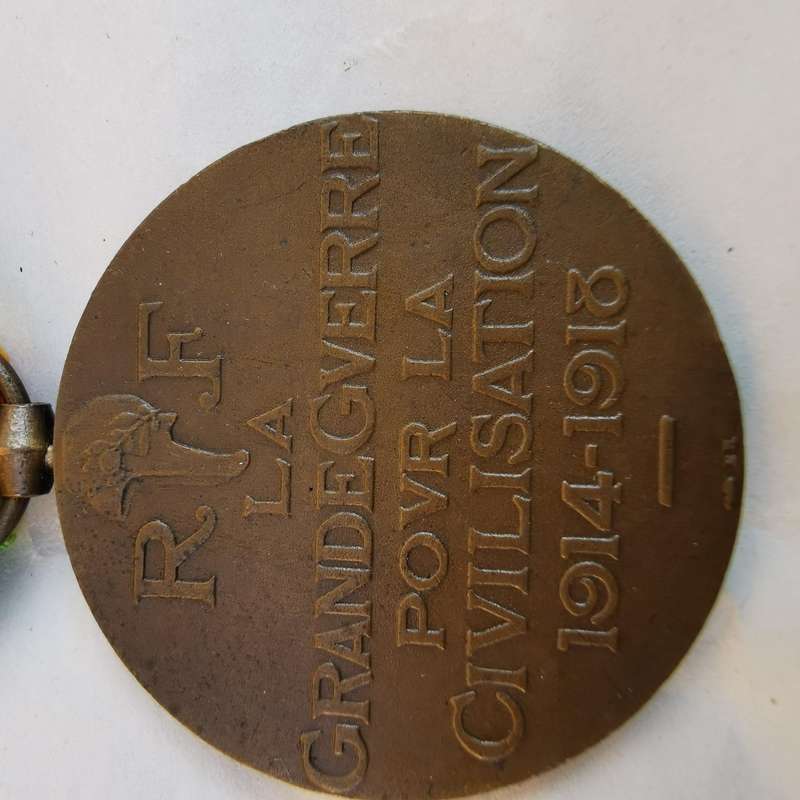 R F
LA
GRANDE GVERRE
POVR LA
CIVILISATION
1914-1918